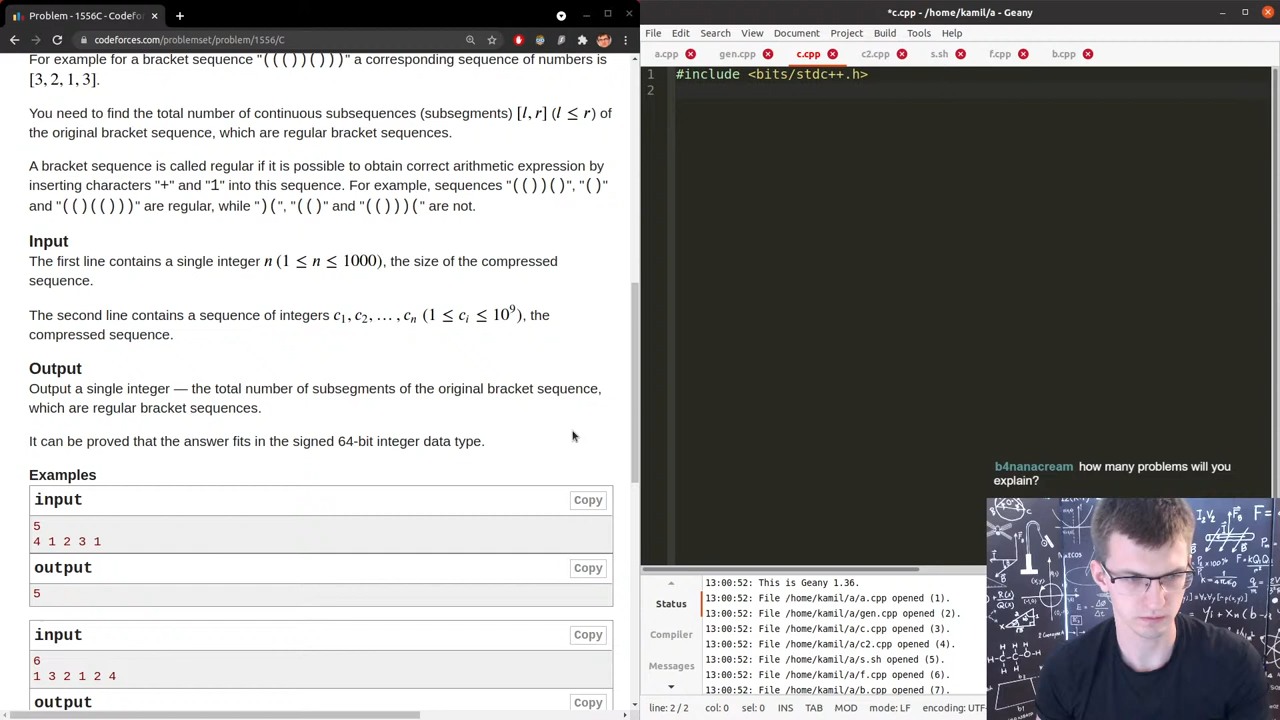 Problem - 1556C - Codefo
*c.cpp - /home/kamil/a - Geany
codeforces.com/problemset/problem/1556/C
File Edit Search View Document Project Build Tools Help
a.cpp gen.cpp c.cpp c2.cpp s.sh f.cpp b.cpp
For example for a bracket sequence "((())()))" a corresponding sequence of numbers is
[3, 2, 1, 3].
You need to find the total number of continuous subsequences (subsegments) [l, r] (l ≤ r) of
the original bracket sequence, which are regular bracket sequences.
A bracket sequence is called regular if it is possible to obtain correct arithmetic expression by
inserting characters "+" and "1" into this sequence. For example, sequences "(())()", "()"
and "(()(()))" are regular, while ")(", "(()" and "(()))(" are not.
Input
The first line contains a single integer n (1 ≤ n ≤ 1000), the size of the compressed
sequence.
The second line contains a sequence of integers c1, c2, …, cn (1 ≤ ci ≤ 10^9), the
compressed sequence.
Output
Output a single integer — the total number of subsegments of the original bracket sequence,
which are regular bracket sequences.
It can be proved that the answer fits in the signed 64-bit integer data type.
Examples
input
Copy
5
4 1 2 3 1
output
Copy
5
input
Copy
6
1 3 2 1 2 4
output
Copy
1 #include <bits/stdc++.h>
2
b4nanacream how many problems will you
explain?
Status
Compiler
Messages
13:00:52: This is Geany 1.36.
13:00:52: File /home/kamil/a/a.cpp opened (1).
13:00:52: File /home/kamil/a/gen.cpp opened (2).
13:00:52: File /home/kamil/a/c.cpp opened (3).
13:00:52: File /home/kamil/a/c2.cpp opened (4).
13:00:52: File /home/kamil/a/s.sh opened (5).
13:00:52: File /home/kamil/a/f.cpp opened (6).
13:00:52: File /home/kamil/a/b.cpp opened (7).
line: 2 / 2 col: 0 sel: 0 INS TAB MOD mode: LF encoding: UTF-